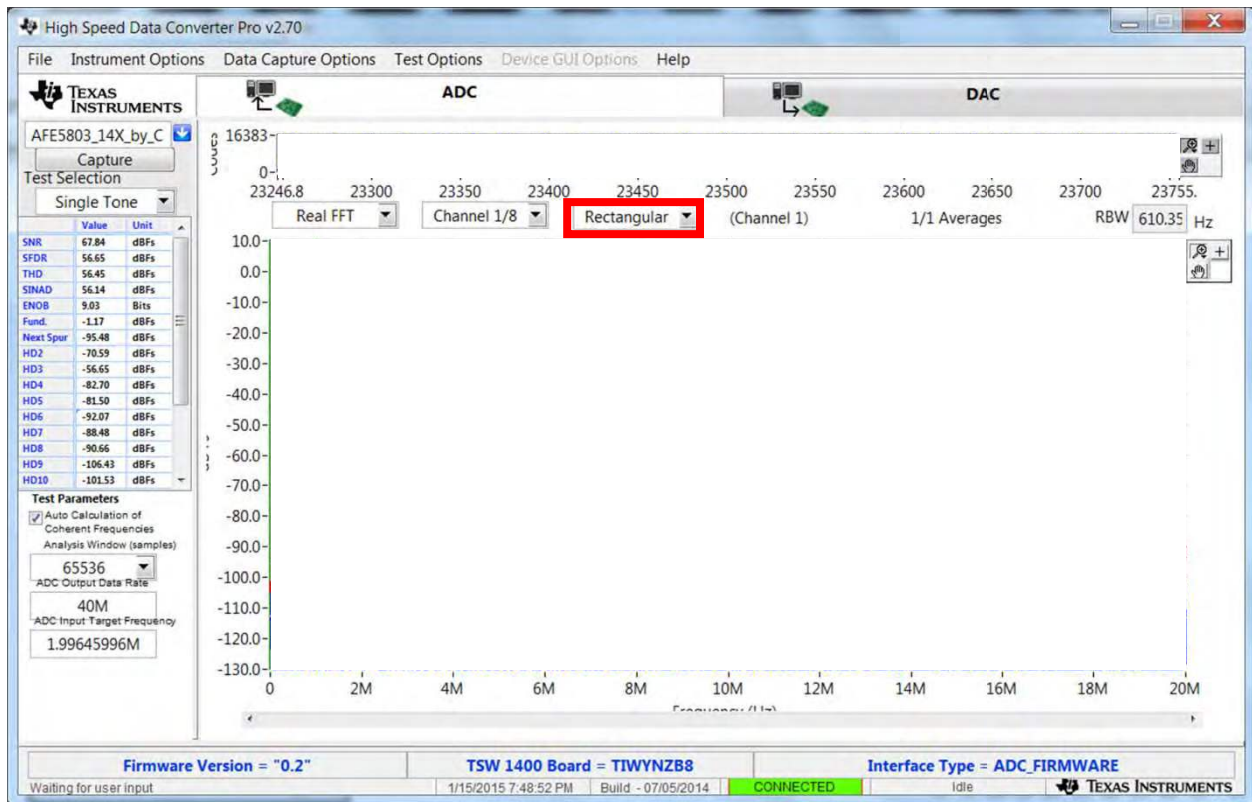 High Speed Data Converter Pro v2.70
File Instrument Options Data Capture Options Test Options Device GUI Options Help
TEXAS INSTRUMENTS
ADC
DAC
AFE5803_14X_by_C
Capture
Test Selection
Single Tone
Value Unit
SNR 67.84 dBFs
SFDR 56.65 dBFs
THD 56.45 dBFs
SINAD 56.14 dBFs
ENOB 9.03 Bits
Fund. -1.17 dBFs
Next Spur -95.48 dBFs
HD2 -70.59 dBFs
HD3 -56.65 dBFs
HD4 -82.70 dBFs
HD5 -81.50 dBFs
HD6 -92.07 dBFs
HD7 -88.48 dBFs
HD8 -90.66 dBFs
HD9 -106.43 dBFs
HD10 -101.53 dBFs
Test Parameters
Auto Calculation of
Coherent Frequencies
Analysis Window (samples)
65536
ADC Output Data Rate
40M
ADC Input Target Frequency
1.99645996M
16383
0
23246.8 23300 23350 23400 23450 23500 23550 23600 23650 23700 23755.
Real FFT Channel 1/8 Rectangular (Channel 1) 1/1 Averages RBW 610.35 Hz
10.0
0.0
-10.0
-20.0
-30.0
-40.0
-50.0
-60.0
-70.0
-80.0
-90.0
-100.0
-110.0
-120.0
-130.0
0 2M 4M 6M 8M 10M 12M 14M 16M 18M 20M
Frequency (Hz)
Firmware Version = "0.2" TSW 1400 Board = TIWYNZB8 Interface Type = ADC_FIRMWARE
Waiting for user input 1/15/2015 7:48:52 PM Build - 07/05/2014 CONNECTED Idle TEXAS INSTRUMENTS